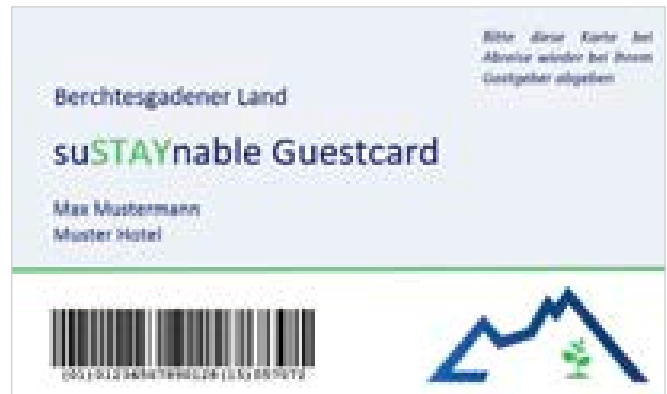 Bitte diese Karte bei
Abreise wieder bei Ihrem
Gastgeber abgeben
Berchtesgadener Land
suSTAYnable Guestcard
Max Mustermann
Muster Hotel